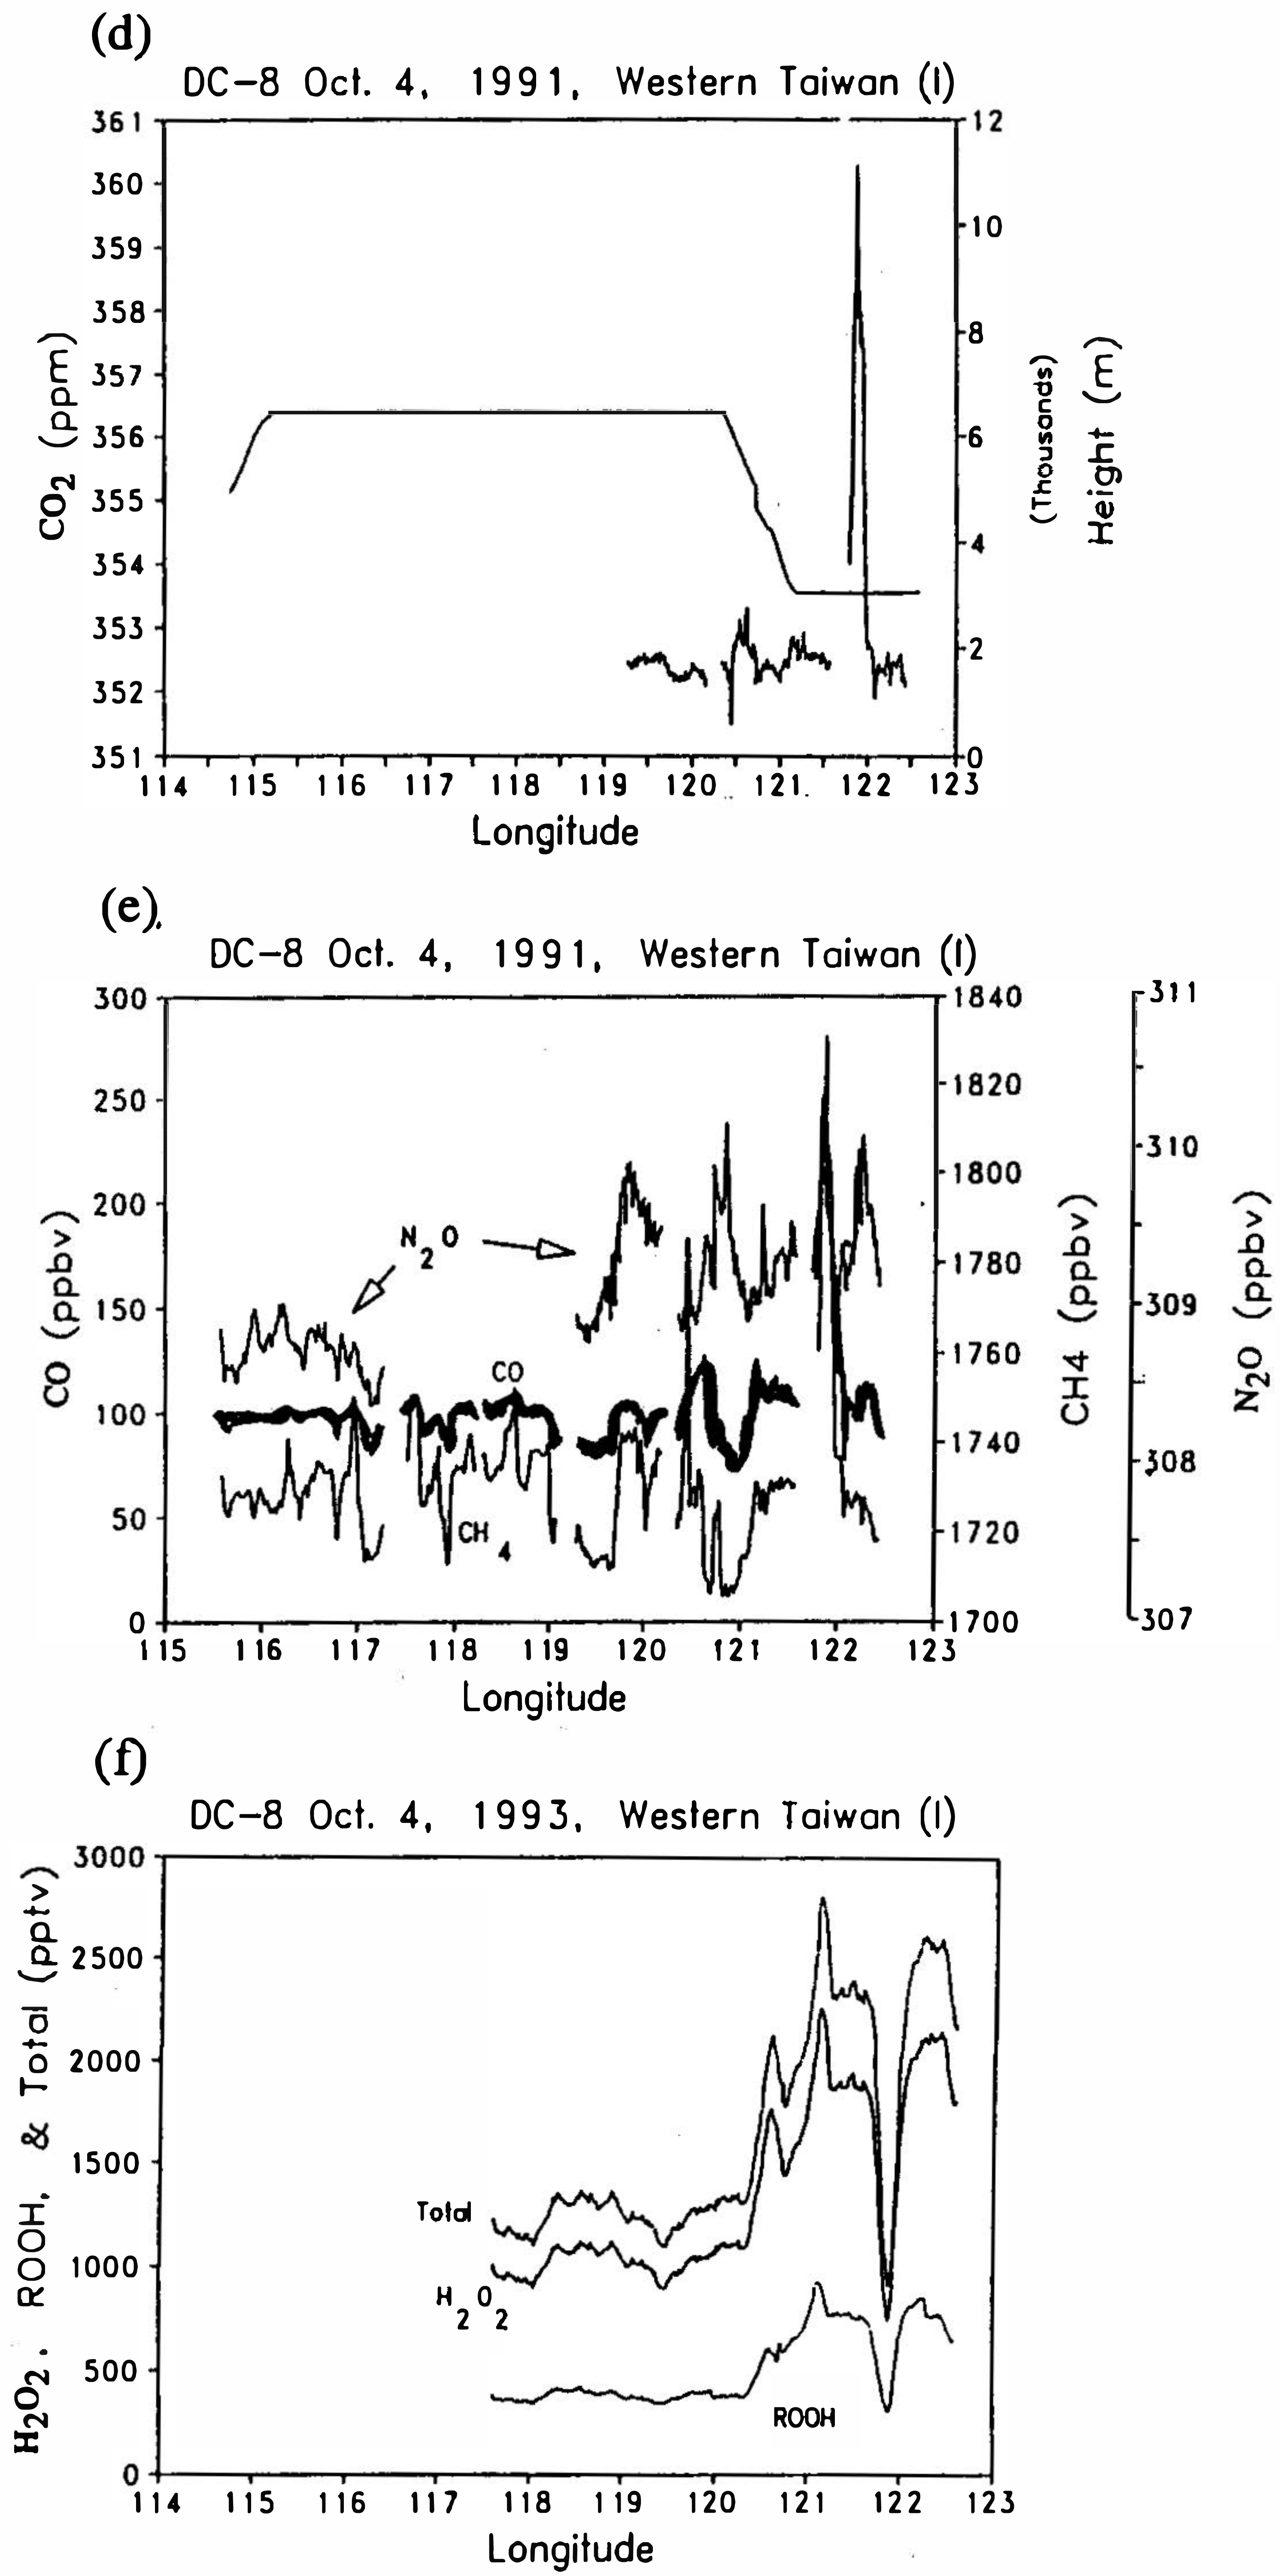 (d)
DC-8 Oct. 4, 1991, Western Taiwan (I)
361
360
359
358
357
356
355
354
353
352
351
CO2 (ppm)
12
10
8
6
4
2
0
(Thousands)
Height (m)
114 115 116 117 118 119 120 121 122 123
Longitude
(e)
DC-8 Oct. 4, 1991, Western Taiwan (I)
300
250
200
150
100
50
0
CO (ppbv)
N2O
CO
CH4
1840
1820
1800
1780
1760
1740
1720
1700
CH4 (ppbv)
311
310
309
308
307
N2O (ppbv)
115 116 117 118 119 120 121 122 123
Longitude
(f)
DC-8 Oct. 4, 1993, Western Taiwan (I)
3000
2500
2000
1500
1000
500
0
H2O2. ROOH, & Total (pptv)
Total
H2O2
ROOH
114 115 116 117 118 119 120 121 122 123
Longitude